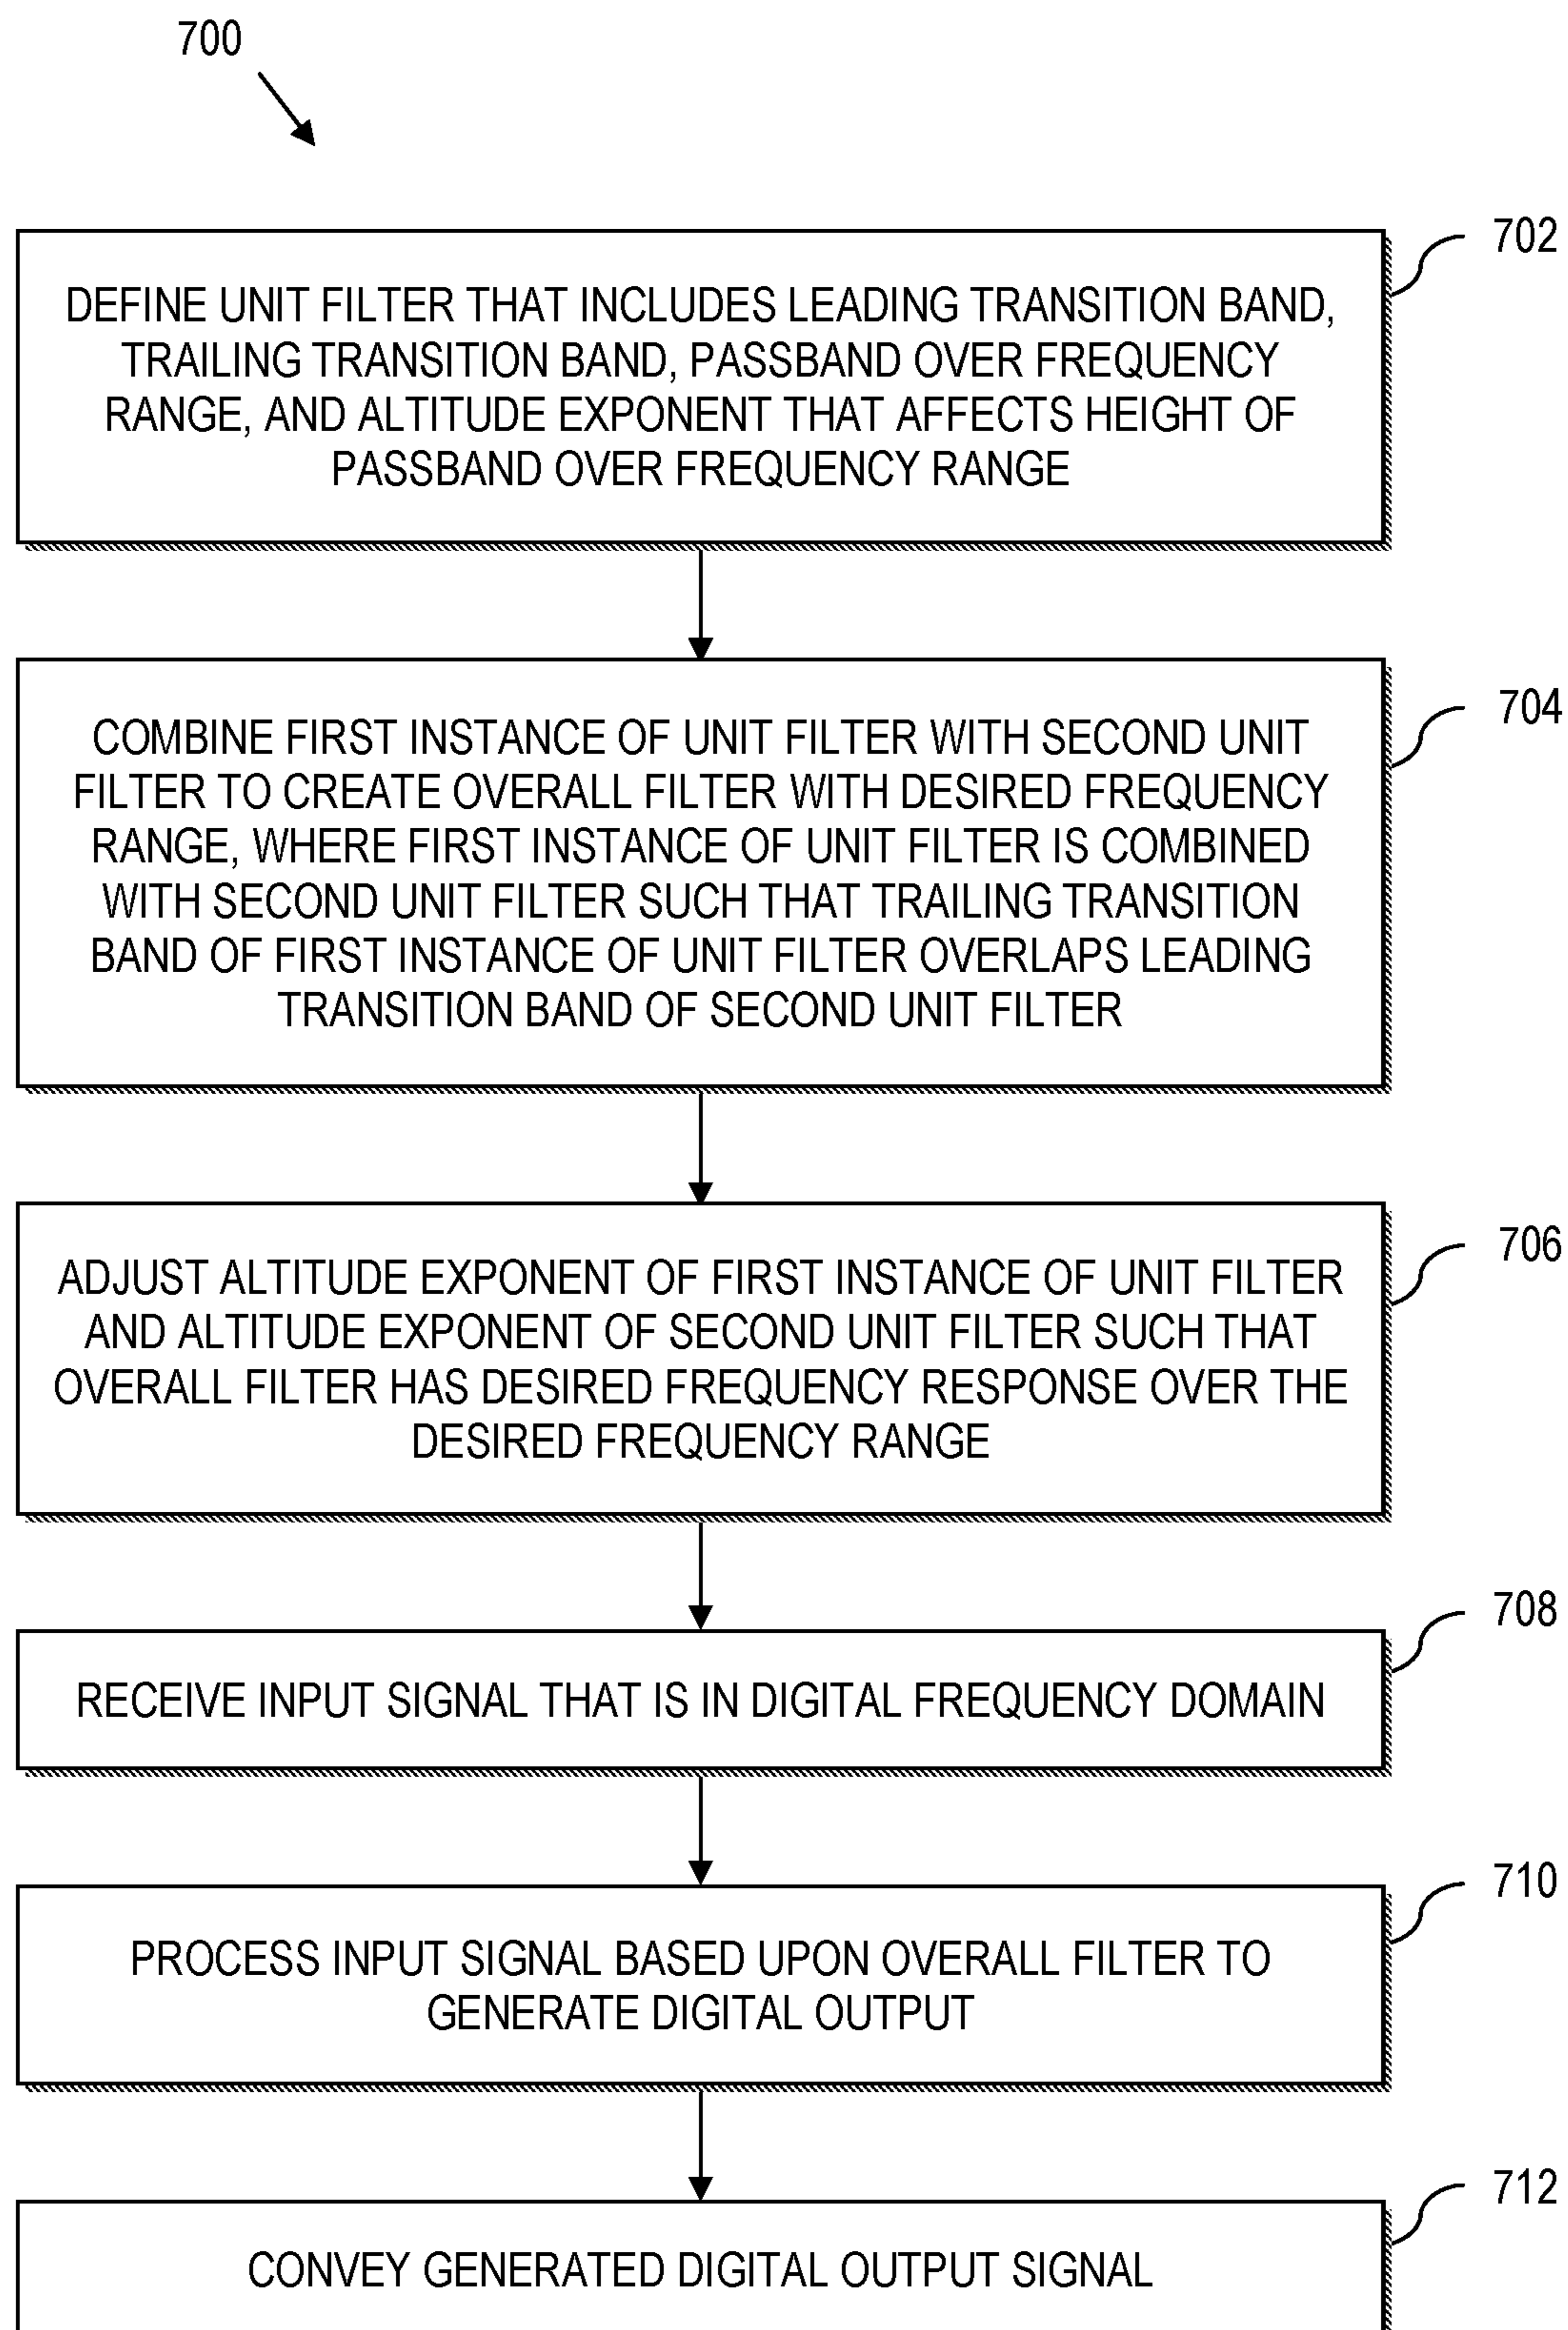 700
702
DEFINE UNIT FILTER THAT INCLUDES LEADING TRANSITION BAND,
TRAILING TRANSITION BAND, PASSBAND OVER FREQUENCY
RANGE, AND ALTITUDE EXPONENT THAT AFFECTS HEIGHT OF
PASSBAND OVER FREQUENCY RANGE
704
COMBINE FIRST INSTANCE OF UNIT FILTER WITH SECOND UNIT
FILTER TO CREATE OVERALL FILTER WITH DESIRED FREQUENCY
RANGE, WHERE FIRST INSTANCE OF UNIT FILTER IS COMBINED
WITH SECOND UNIT FILTER SUCH THAT TRAILING TRANSITION
BAND OF FIRST INSTANCE OF UNIT FILTER OVERLAPS LEADING
TRANSITION BAND OF SECOND UNIT FILTER
706
ADJUST ALTITUDE EXPONENT OF FIRST INSTANCE OF UNIT FILTER
AND ALTITUDE EXPONENT OF SECOND UNIT FILTER SUCH THAT
OVERALL FILTER HAS DESIRED FREQUENCY RESPONSE OVER THE
DESIRED FREQUENCY RANGE
708
RECEIVE INPUT SIGNAL THAT IS IN DIGITAL FREQUENCY DOMAIN
710
PROCESS INPUT SIGNAL BASED UPON OVERALL FILTER TO
GENERATE DIGITAL OUTPUT
712
CONVEY GENERATED DIGITAL OUTPUT SIGNAL